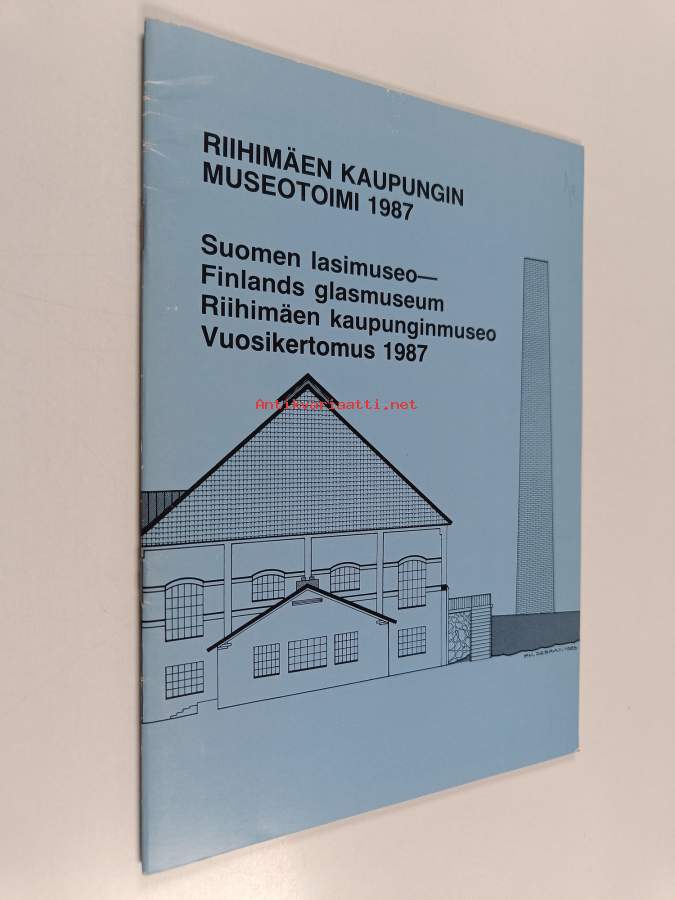 RIIHIMÄEN KAUPUNGIN
MUSEOTOIMI 1987
Suomen lasimuseo—
Finlands glasmuseum
Riihimäen kaupunginmuseo
Vuosikertomus 1987
Antikvariaatti.net